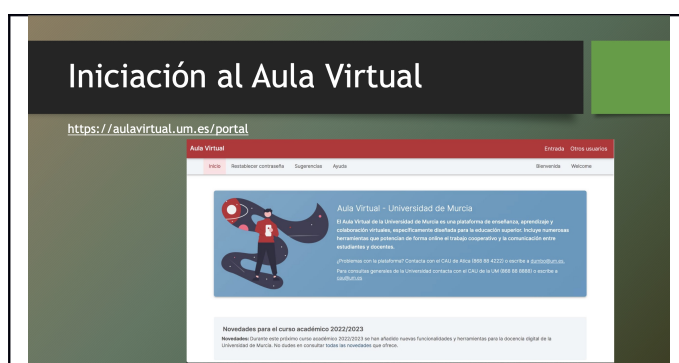 Iniciación al Aula Virtual
https://aulavirtual.um.es/portal
Aula Virtual
Entrada Otros usuarios
Inicio Restablecer contraseña Sugerencias Ayuda
Bienvenida Welcome
Aula Virtual - Universidad de Murcia
El Aula Virtual de la Universidad de Murcia es una plataforma de enseñanza, aprendizaje y
colaboración virtuales, específicamente diseñada para la educación superior. Incluye numerosas
herramientas que potencian de forma online el trabajo cooperativo y la comunicación entre
estudiantes y docentes.
¿Problemas con la plataforma? Contacta con el CAU de Atica (868 88 4222) o escribe a dumbo@um.es.
Para consultas generales de la Universidad contacta con el CAU de la UM (868 88 8888) o escribe a
cau@um.es
Novedades para el curso académico 2022/2023
Novedades: Durante este próximo curso académico 2022/2023 se han añadido nuevas funcionalidades y herramientas para la docencia digital de la
Universidad de Murcia. No dudes en consultar todas las novedades que ofrece.